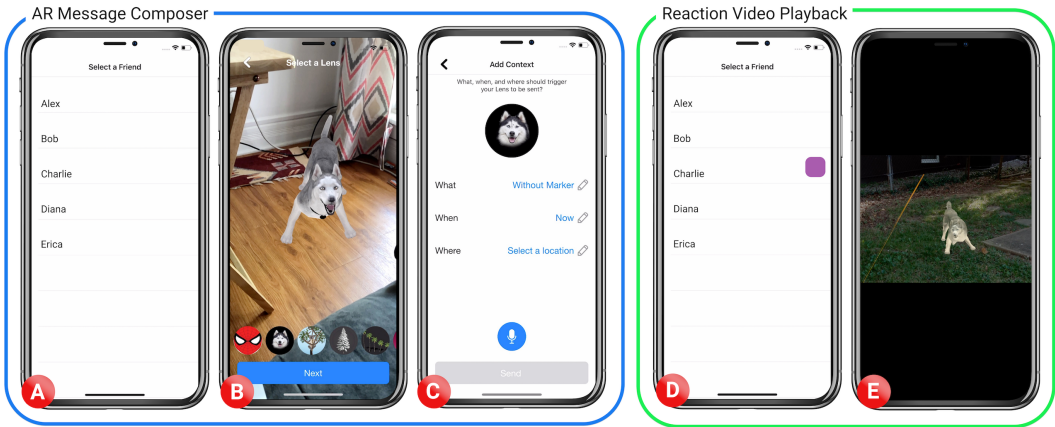 AR Message Composer
Select a Friend
Alex
Bob
Charlie
Diana
Erica
A
Select a Lens
Next
B
Add Context
What, when, and where should trigger
your Lens to be sent?
What Without Marker
When Now
Where Select a location
Send
C
Reaction Video Playback
Select a Friend
Alex
Bob
Charlie
Diana
Erica
D
E